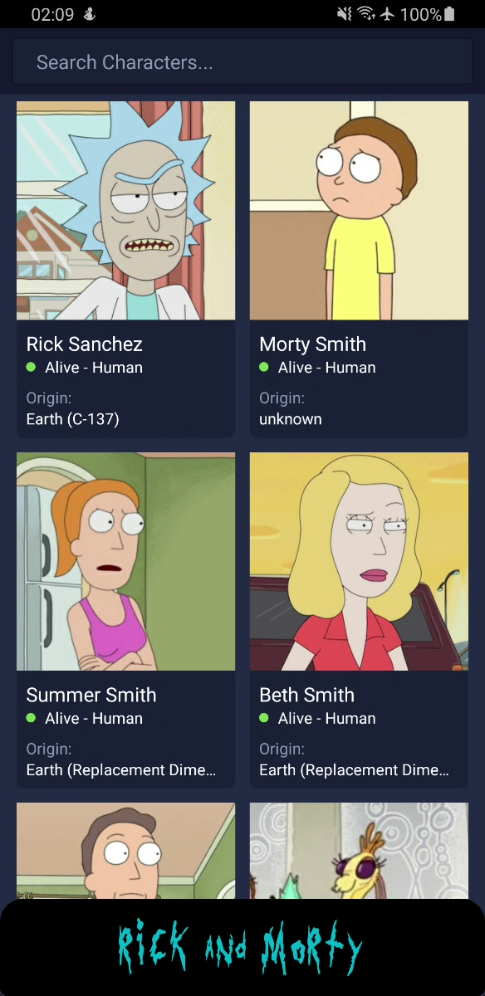 02:09 100%
Search Characters...
Rick Sanchez
Alive - Human
Origin:
Earth (C-137)
Morty Smith
Alive - Human
Origin:
unknown
Summer Smith
Alive - Human
Origin:
Earth (Replacement Dime...
Beth Smith
Alive - Human
Origin:
Earth (Replacement Dime...
RiCK AND MoRTy